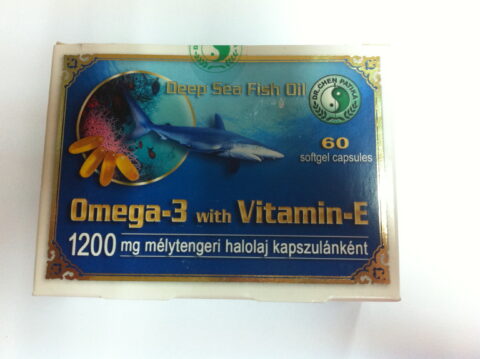 Deep Sea Fish Oil
DR. CHEN PATIKA
60
softgel capsules
Omega-3 with Vitamin-E
1200 mg mélytengeri halolaj kapszulánként